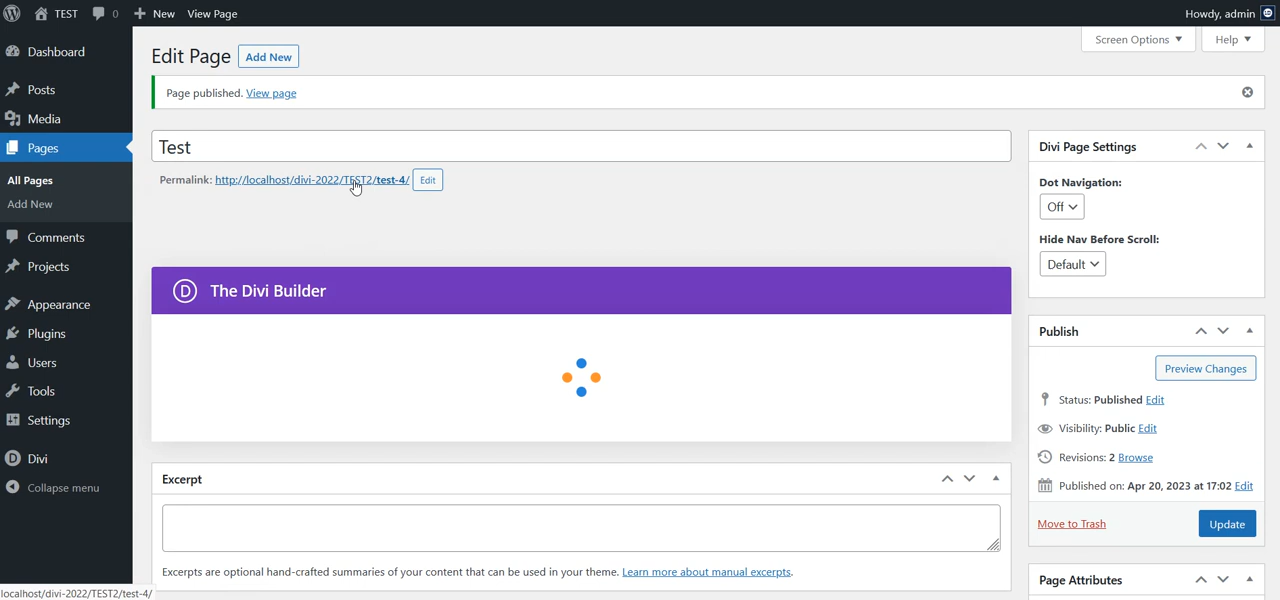 TEST 0 New View Page Howdy, admin
Dashboard
Posts
Media
Pages
All Pages
Add New
Comments
Projects
Appearance
Plugins
Users
Tools
Settings
Divi
Collapse menu
Screen Options Help
Edit Page Add New
Page published. View page
Test
Permalink: http://localhost/divi-2022/TEST2/test-4/ Edit
The Divi Builder
Excerpt
Excerpts are optional hand-crafted summaries of your content that can be used in your theme. Learn more about manual excerpts.
Divi Page Settings
Dot Navigation:
Off
Hide Nav Before Scroll:
Default
Publish
Preview Changes
Status: Published Edit
Visibility: Public Edit
Revisions: 2 Browse
Published on: Apr 20, 2023 at 17:02 Edit
Move to Trash Update
Page Attributes
localhost/divi-2022/TEST2/test-4/